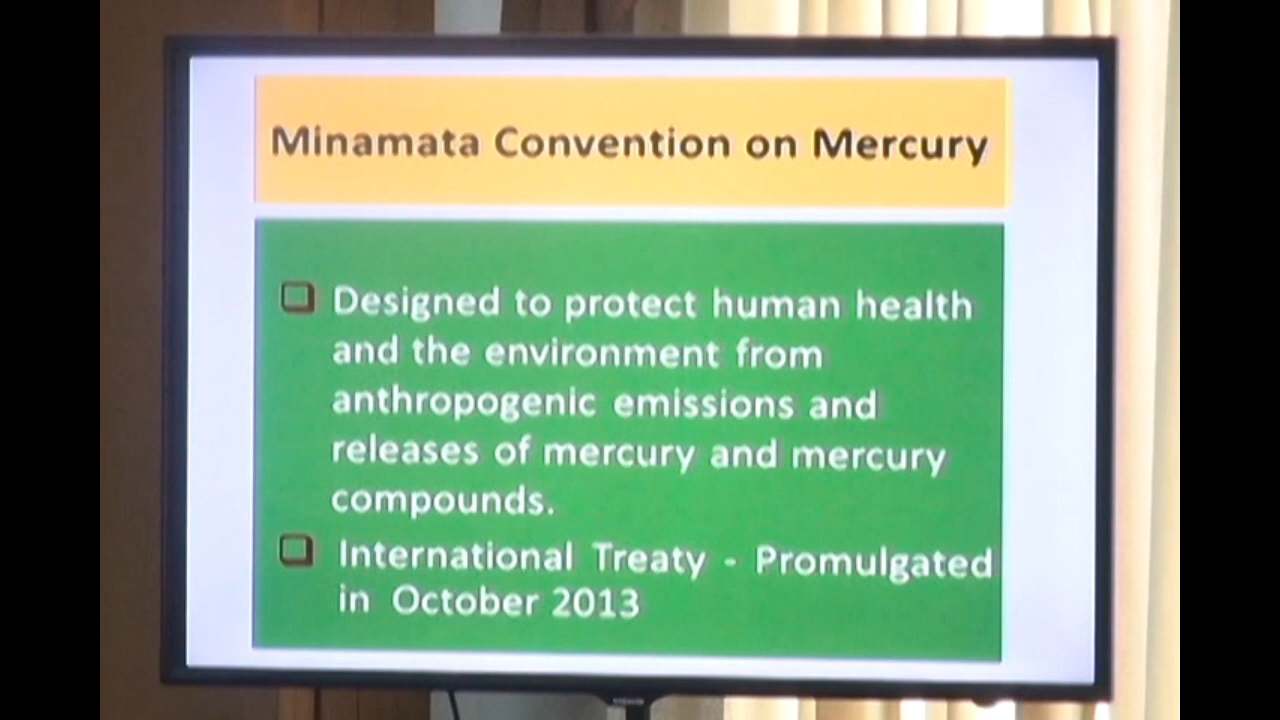 Minamata Convention on Mercury
Designed to protect human health
and the environment from
anthropogenic emissions and
releases of mercury and mercury
compounds.
International Treaty - Promulgated
in October 2013